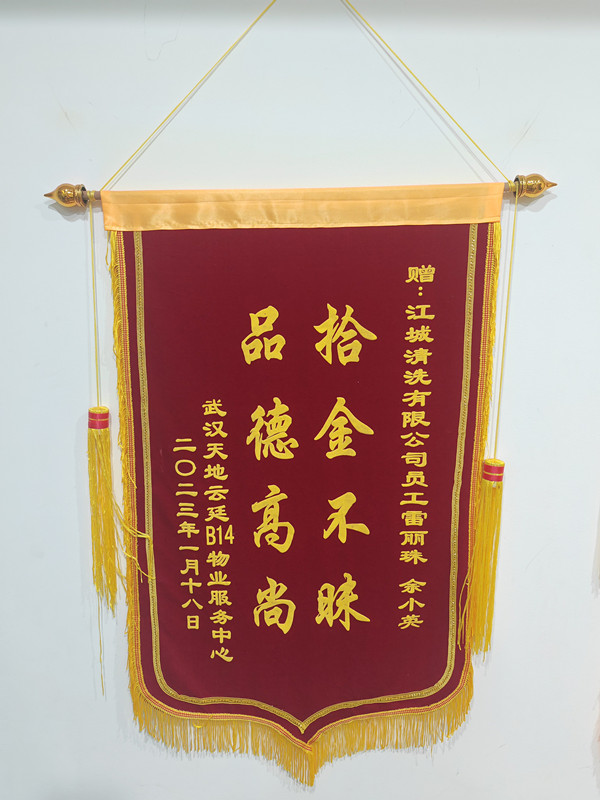 赠：江城清洗有限公司员工雷丽珠 余小英
拾金不昧
品德高尚
武汉天地云廷B14物业服务中心
二〇二三年一月十八日